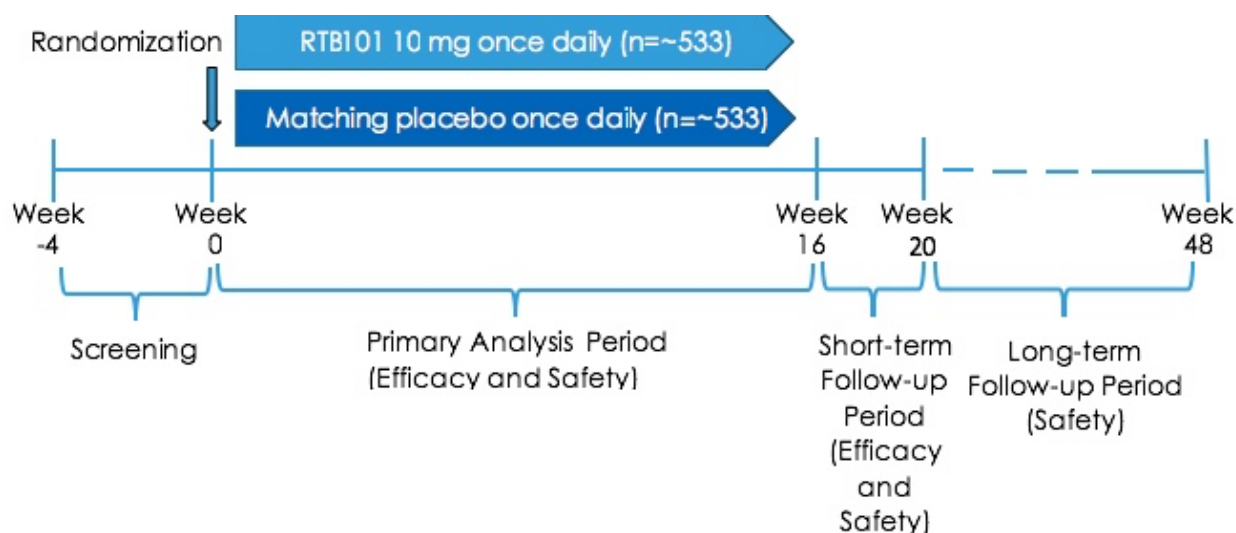 Randomization
RTB101 10 mg once daily (n=~533)
Matching placebo once daily (n=~533)
Week
-4
Week
0
Week
16
Week
20
Week
48
Screening
Primary Analysis Period
(Efficacy and Safety)
Short-term
Follow-up
Period
(Efficacy
and
Safety)
Long-term
Follow-up Period
(Safety)